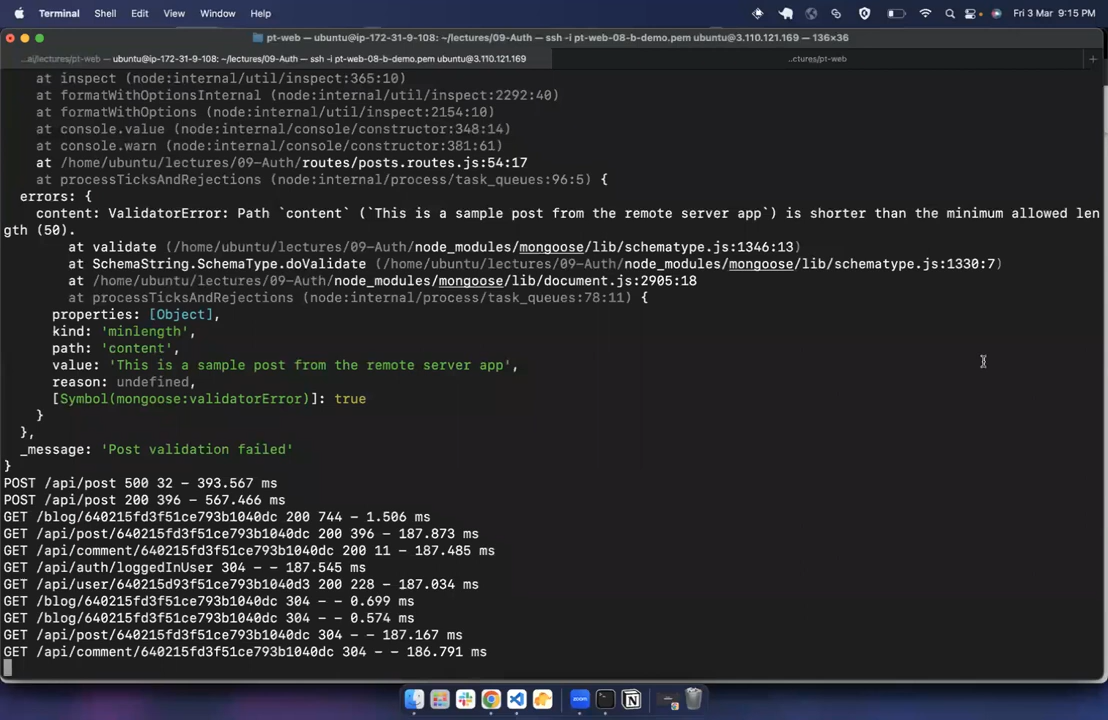 Terminal Shell Edit View Window Help Fri 3 Mar 9:15 PM
pt-web — ubuntu@ip-172-31-9-108: ~/lectures/09-Auth — ssh -i pt-web-08-b-demo.pem ubuntu@3.110.121.169 — 136×36
...ai/lectures/pt-web — ubuntu@ip-172-31-9-108: ~/lectures/09-Auth — ssh -i pt-web-08-b-demo.pem ubuntu@3.110.121.169 ...ctures/pt-web
at inspect (node:internal/util/inspect:365:10)
at formatWithOptionsInternal (node:internal/util/inspect:2292:40)
at formatWithOptions (node:internal/util/inspect:2154:10)
at console.value (node:internal/console/constructor:348:14)
at console.warn (node:internal/console/constructor:381:61)
at /home/ubuntu/lectures/09-Auth/routes/posts.routes.js:54:17
at processTicksAndRejections (node:internal/process/task_queues:96:5) {
errors: {
content: ValidatorError: Path `content` (`This is a sample post from the remote server app`) is shorter than the minimum allowed len
gth (50).
at validate (/home/ubuntu/lectures/09-Auth/node_modules/mongoose/lib/schematype.js:1346:13)
at SchemaString.SchemaType.doValidate (/home/ubuntu/lectures/09-Auth/node_modules/mongoose/lib/schematype.js:1330:7)
at /home/ubuntu/lectures/09-Auth/node_modules/mongoose/lib/document.js:2905:18
at processTicksAndRejections (node:internal/process/task_queues:78:11) {
properties: [Object],
kind: 'minlength',
path: 'content',
value: 'This is a sample post from the remote server app',
reason: undefined,
[Symbol(mongoose:validatorError)]: true
}
},
_message: 'Post validation failed'
}
POST /api/post 500 32 - 393.567 ms
POST /api/post 200 396 - 567.466 ms
GET /blog/640215fd3f51ce793b1040dc 200 744 - 1.506 ms
GET /api/post/640215fd3f51ce793b1040dc 200 396 - 187.873 ms
GET /api/comment/640215fd3f51ce793b1040dc 200 11 - 187.485 ms
GET /api/auth/loggedInUser 304 - - 187.545 ms
GET /api/user/640215d93f51ce793b1040d3 200 228 - 187.034 ms
GET /blog/640215fd3f51ce793b1040dc 304 - - 0.699 ms
GET /blog/640215fd3f51ce793b1040dc 304 - - 0.574 ms
GET /api/post/640215fd3f51ce793b1040dc 304 - - 187.167 ms
GET /api/comment/640215fd3f51ce793b1040dc 304 - - 186.791 ms
zoom